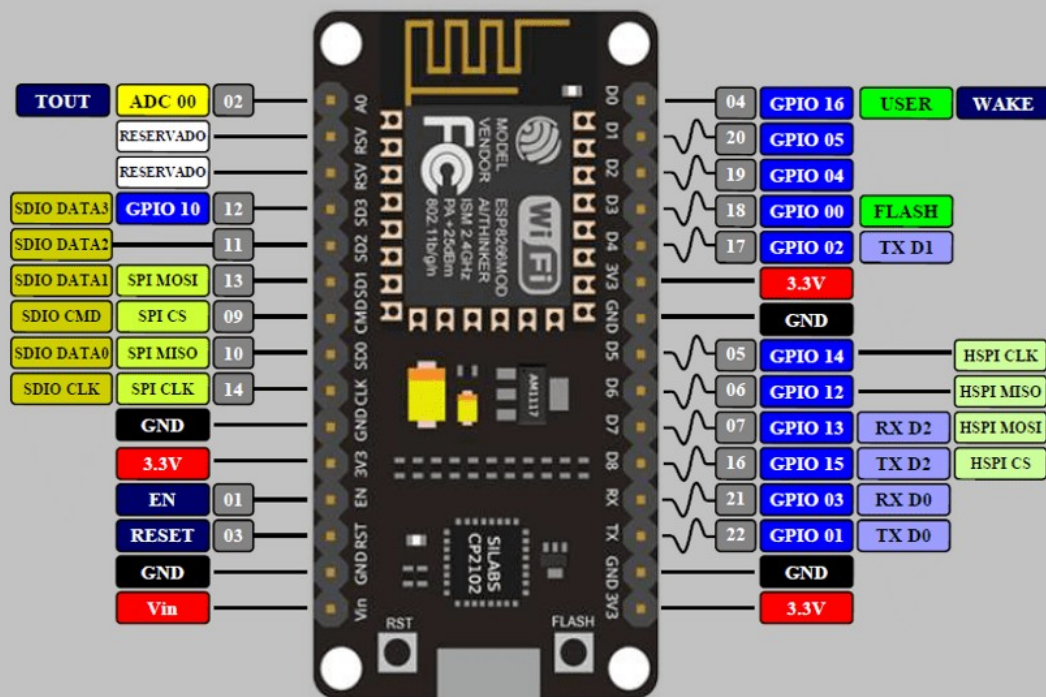 TOUT ADC 00 02 A0
RESERVADO RSV
RESERVADO RSV
SDIO DATA3 GPIO 10 12 SD3
SDIO DATA2 11 SD2
SDIO DATA1 SPI MOSI 13 SD1
SDIO CMD SPI CS 09 CMD
SDIO DATA0 SPI MISO 10 SD0
SDIO CLK SPI CLK 14 CLK
GND GND
3.3V 3V3
EN 01 EN
RESET 03 RST
GND GND
Vin Vin
MODEL ESP8266MOD
VENDOR AI/THINKER
ISM 2.4GHz
PA +25dBm
802.11b/g/n
FC
Wi Fi
AM1117
SILABS
CP2102
RST
FLASH
D0 04 GPIO 16 USER WAKE
D1 20 GPIO 05
D2 19 GPIO 04
D3 18 GPIO 00 FLASH
D4 17 GPIO 02 TX D1
3V3 3.3V
GND GND
D5 05 GPIO 14 HSPI CLK
D6 06 GPIO 12 HSPI MISO
D7 07 GPIO 13 RX D2 HSPI MOSI
D8 16 GPIO 15 TX D2 HSPI CS
RX 21 GPIO 03 RX D0
TX 22 GPIO 01 TX D0
GND GND
3V3 3.3V